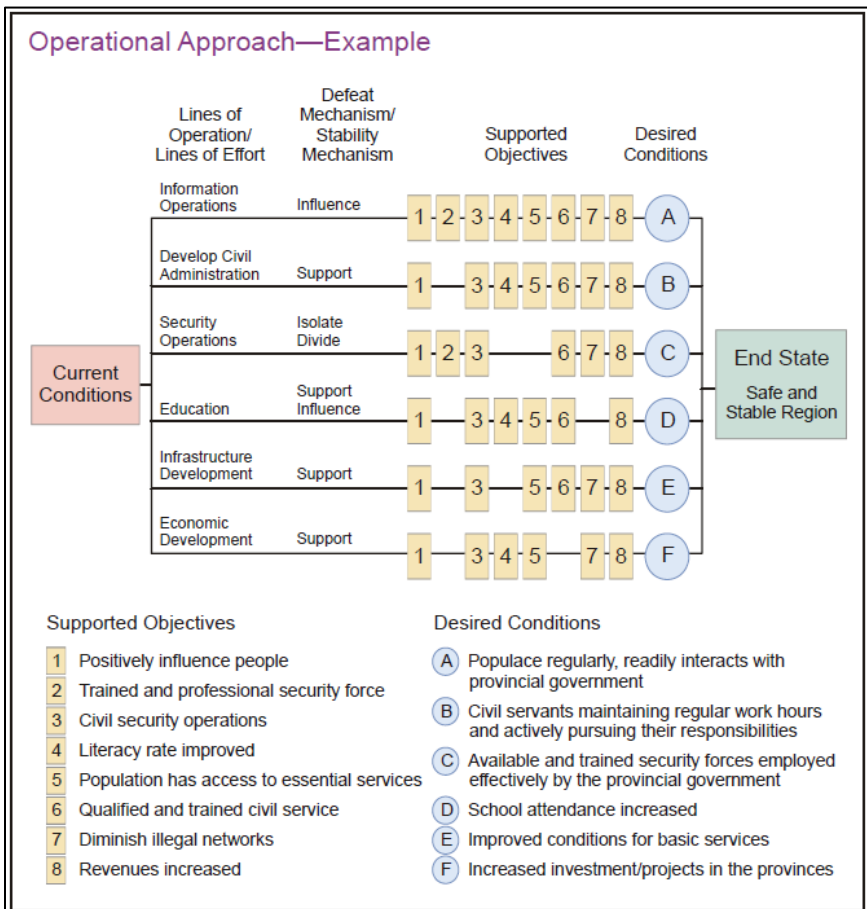 Operational Approach—Example
Lines of
Operation/
Lines of Effort
Defeat
Mechanism/
Stability
Mechanism
Supported
Objectives
Desired
Conditions
Information
Operations
Influence
1 2 3 4 5 6 7 8 A
Develop Civil
Administration
Support
1 3 4 5 6 7 8 B
Security
Operations
Isolate
Divide
1 2 3 6 7 8 C
Current
Conditions
End State
Safe and
Stable Region
Education
Support
Influence
1 3 4 5 6 8 D
Infrastructure
Development
Support
1 3 5 6 7 8 E
Economic
Development
Support
1 3 4 5 7 8 F
Supported Objectives
1 Positively influence people
2 Trained and professional security force
3 Civil security operations
4 Literacy rate improved
5 Population has access to essential services
6 Qualified and trained civil service
7 Diminish illegal networks
8 Revenues increased
Desired Conditions
A Populace regularly, readily interacts with
provincial government
B Civil servants maintaining regular work hours
and actively pursuing their responsibilities
C Available and trained security forces employed
effectively by the provincial government
D School attendance increased
E Improved conditions for basic services
F Increased investment/projects in the provinces